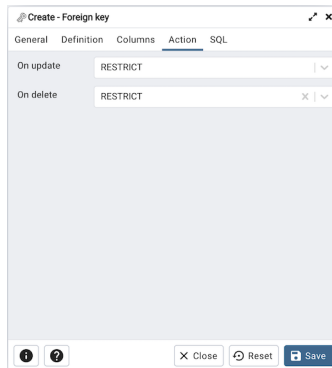 Create - Foreign key
General Definition Columns Action SQL
On update RESTRICT
On delete RESTRICT
Close Reset Save